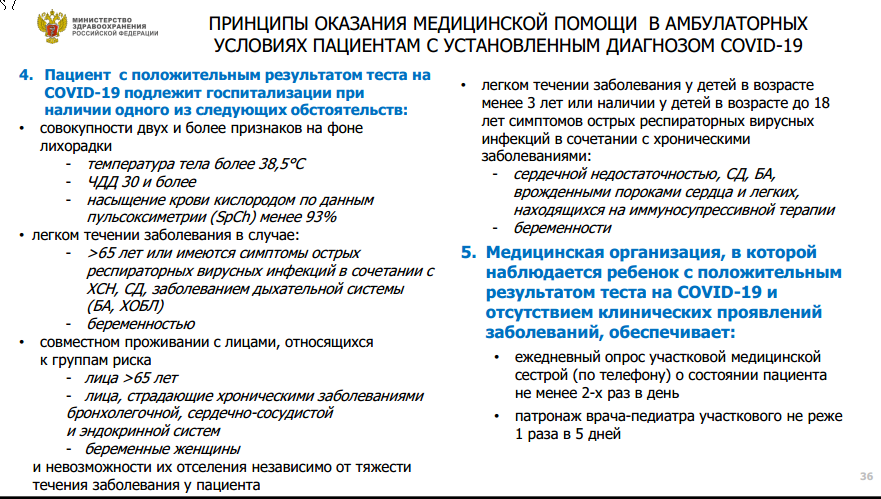 МИНИСТЕРСТВО
ЗДРАВООХРАНЕНИЯ
РОССИЙСКОЙ ФЕДЕРАЦИИ
ПРИНЦИПЫ ОКАЗАНИЯ МЕДИЦИНСКОЙ ПОМОЩИ В АМБУЛАТОРНЫХ
УСЛОВИЯХ ПАЦИЕНТАМ С УСТАНОВЛЕННЫМ ДИАГНОЗОМ COVID-19
4. Пациент с положительным результатом теста на
COVID-19 подлежит госпитализации при
наличии одного из следующих обстоятельств:
• совокупности двух и более признаков на фоне
лихорадки
- температура тела более 38,5°С
- ЧДД 30 и более
- насыщение крови кислородом по данным
пульсоксиметрии (SpCh) менее 93%
• легком течении заболевания в случае:
- >65 лет или имеются симптомы острых
респираторных вирусных инфекций в сочетании с
ХСН, СД, заболеванием дыхательной системы
(БА, ХОБЛ)
- беременностью
• совместном проживании с лицами, относящихся
к группам риска
- лица >65 лет
- лица, страдающие хроническими заболеваниями
бронхолегочной, сердечно-сосудистой
и эндокринной систем
- беременные женщины
и невозможности их отселения независимо от тяжести
течения заболевания у пациента
• легком течении заболевания у детей в возрасте
менее 3 лет или наличии у детей в возрасте до 18
лет симптомов острых респираторных вирусных
инфекций в сочетании с хроническими
заболеваниями:
- сердечной недостаточностью, СД, БА,
врожденными пороками сердца и легких,
находящихся на иммуносупрессивной терапии
- беременности
5. Медицинская организация, в которой
наблюдается ребенок с положительным
результатом теста на COVID-19 и
отсутствием клинических проявлений
заболеваний, обеспечивает:
• ежедневный опрос участковой медицинской
сестрой (по телефону) о состоянии пациента
не менее 2-х раз в день
• патронаж врача-педиатра участкового не реже
1 раза в 5 дней
36